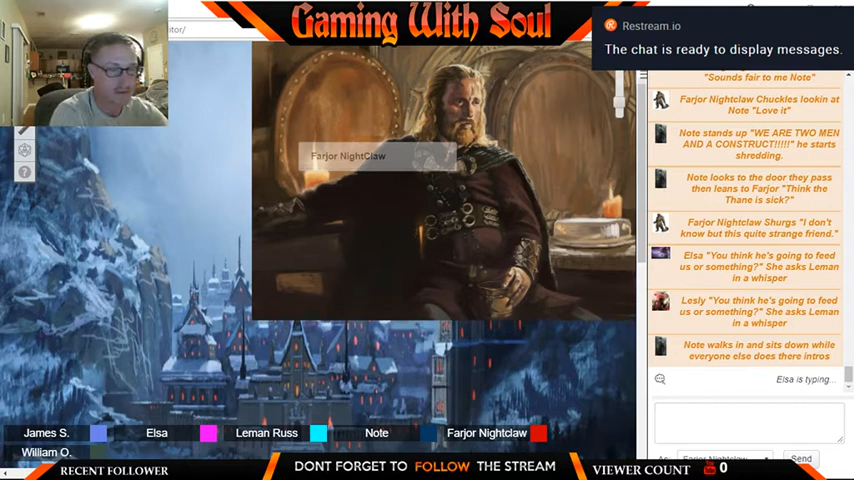 Gaming With Soul
Restream.io
The chat is ready to display messages.
itor/
"Sounds fair to me Note"
Farjor Nightclaw Chuckles lookin at
Note "Love it"
Note stands up "WE ARE TWO MEN
AND A CONSTRUCT!!!!!" he starts
shredding.
Note looks to the door they pass
then leans to Farjor "Think the
Thane is sick?"
Farjor Nightclaw Shurgs "I don't
know but this quite strange friend."
Elsa "You think he's going to feed
us or something?" She asks Leman
in a whisper
Lesly "You think he's going to feed
us or something?" She asks Leman
in a whisper
Note walks in and sits down while
everyone else does there intros
Elsa is typing...
Farjor NightClaw
James S.
Elsa
Leman Russ
Note
Farjor Nightclaw
William O.
As:
Farjor Nightclaw
Send
RECENT FOLLOWER
DONT FORGET TO FOLLOW THE STREAM
VIEWER COUNT
0